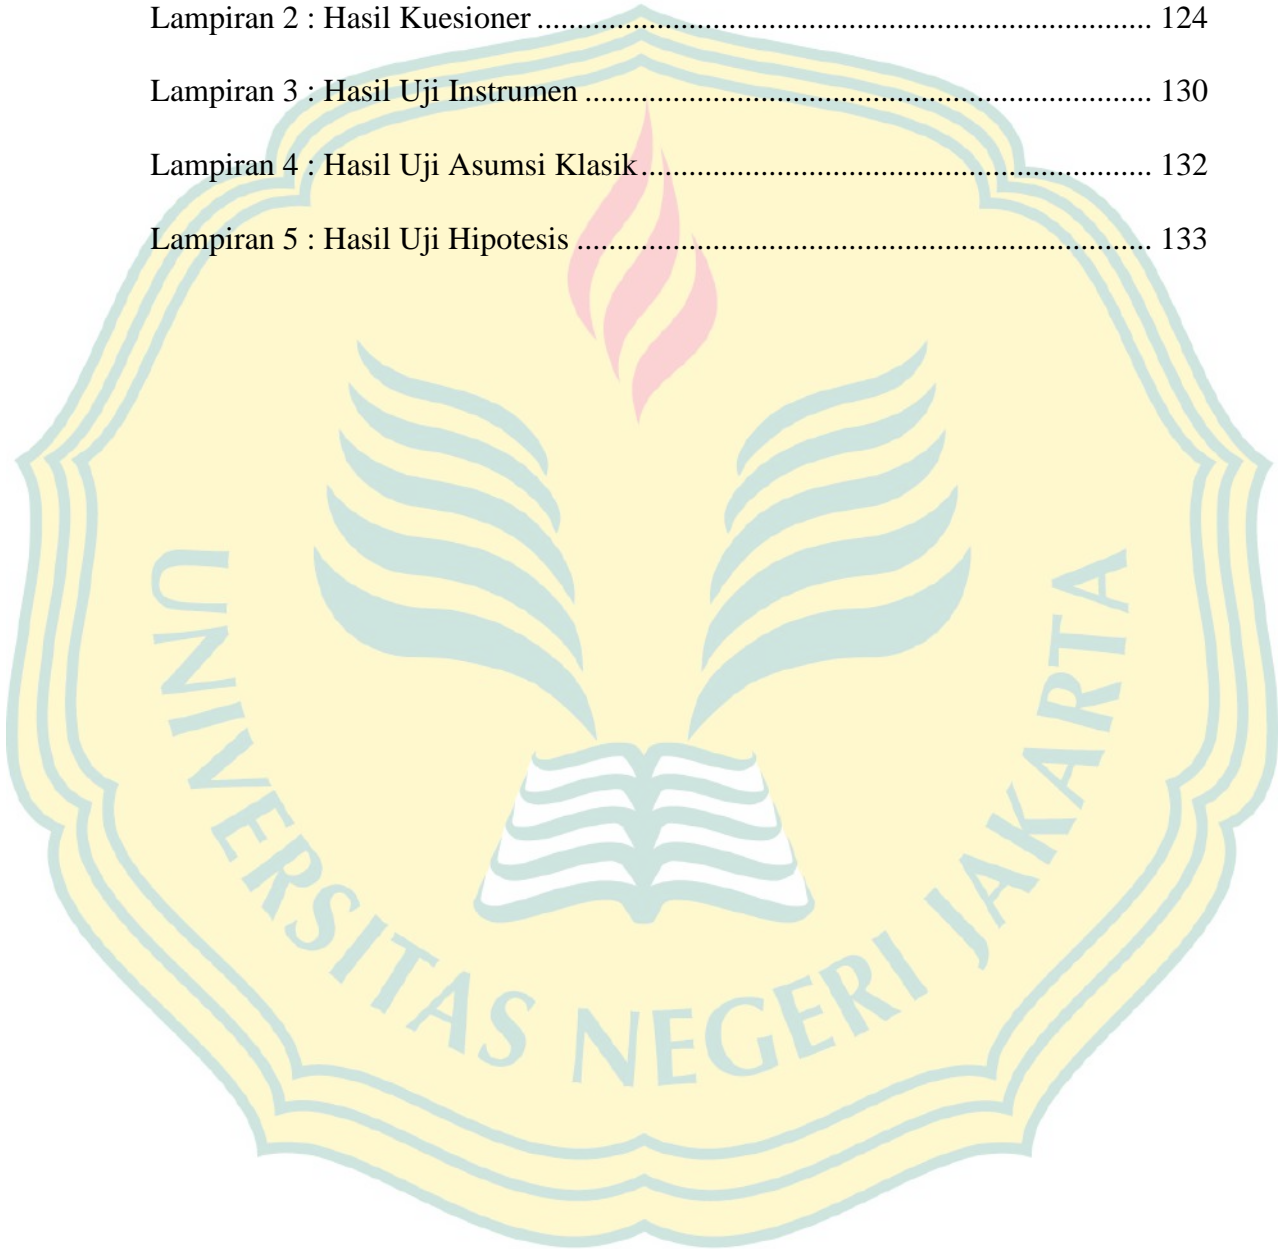 Lampiran 2 : Hasil Kuesioner ............................................................................. 124
Lampiran 3 : Hasil Uji Instrumen ....................................................................... 130
Lampiran 4 : Hasil Uji Asumsi Klasik................................................................ 132
Lampiran 5 : Hasil Uji Hipotesis ........................................................................ 133
UNIVERSITAS NEGERI JAKARTA